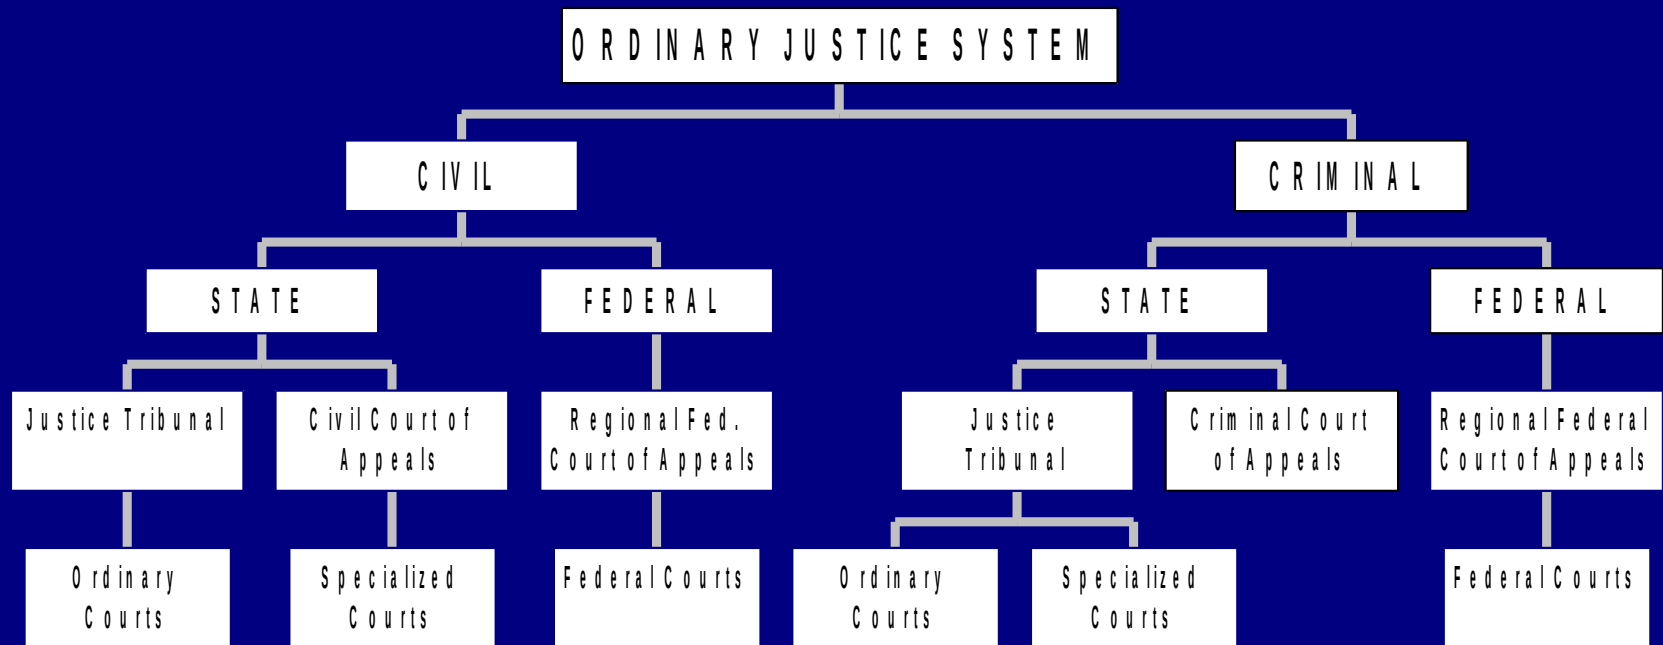 ORDINARY JUSTICE SYSTEM
CIVIL
CRIMINAL
STATE
FEDERAL
STATE
FEDERAL
Justice Tribunal
Civil Court of
Appeals
Regional Fed.
Court of Appeals
Justice
Tribunal
Criminal Court
of Appeals
Regional Federal
Court of Appeals
Ordinary
Courts
Specialized
Courts
Federal Courts
Ordinary
Courts
Specialized
Courts
Federal Courts